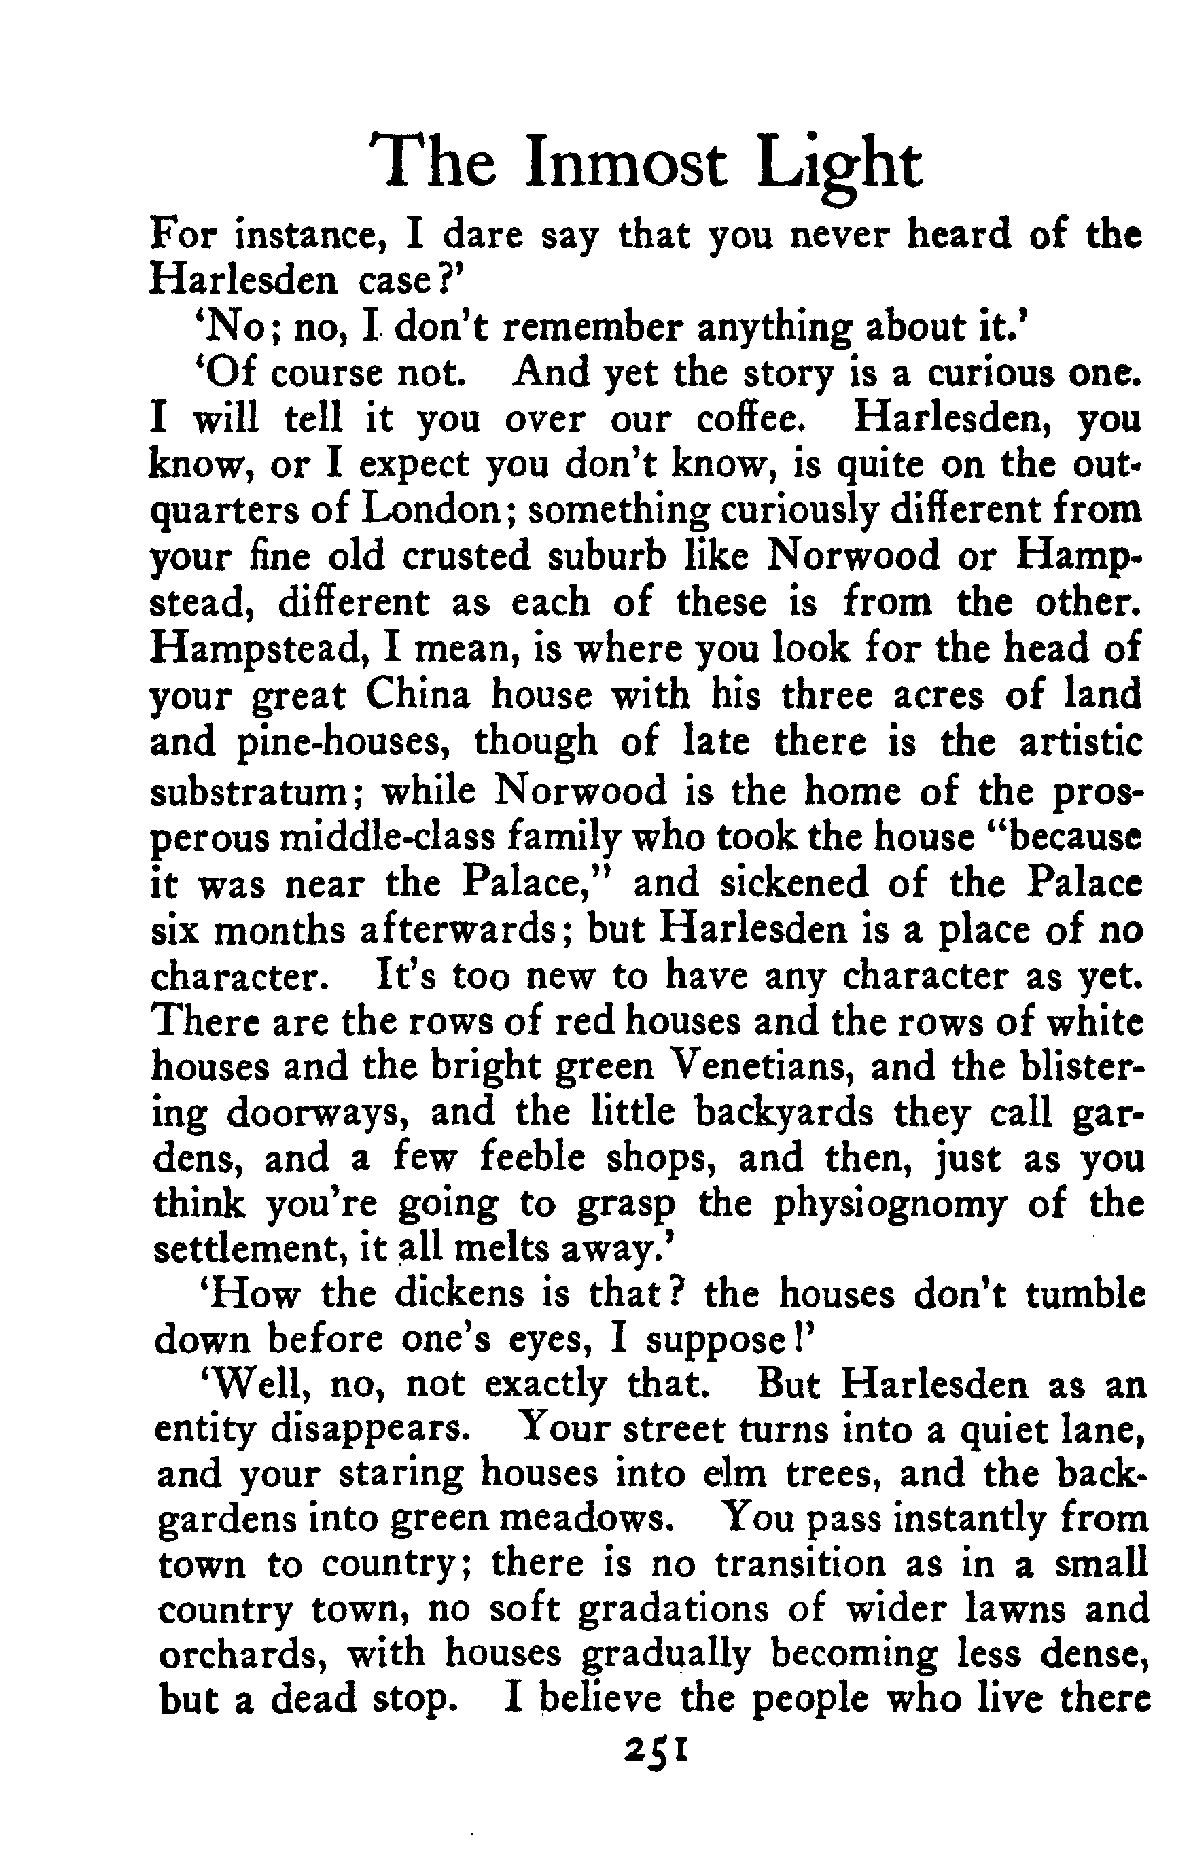 The Inmost Light
For instance, I dare say that you never heard of the
Harlesden case?'
'No; no, I don't remember anything about it.'
'Of course not. And yet the story is a curious one.
I will tell it you over our coffee. Harlesden, you
know, or I expect you don't know, is quite on the out-
quarters of London; something curiously different from
your fine old crusted suburb like Norwood or Hamp-
stead, different as each of these is from the other.
Hampstead, I mean, is where you look for the head of
your great China house with his three acres of land
and pine-houses, though of late there is the artistic
substratum; while Norwood is the home of the pros-
perous middle-class family who took the house "because
it was near the Palace," and sickened of the Palace
six months afterwards; but Harlesden is a place of no
character. It's too new to have any character as yet.
There are the rows of red houses and the rows of white
houses and the bright green Venetians, and the blister-
ing doorways, and the little backyards they call gar-
dens, and a few feeble shops, and then, just as you
think you're going to grasp the physiognomy of the
settlement, it all melts away.'
'How the dickens is that? the houses don't tumble
down before one's eyes, I suppose!'
'Well, no, not exactly that. But Harlesden as an
entity disappears. Your street turns into a quiet lane,
and your staring houses into elm trees, and the back-
gardens into green meadows. You pass instantly from
town to country; there is no transition as in a small
country town, no soft gradations of wider lawns and
orchards, with houses gradually becoming less dense,
but a dead stop. I believe the people who live there
251